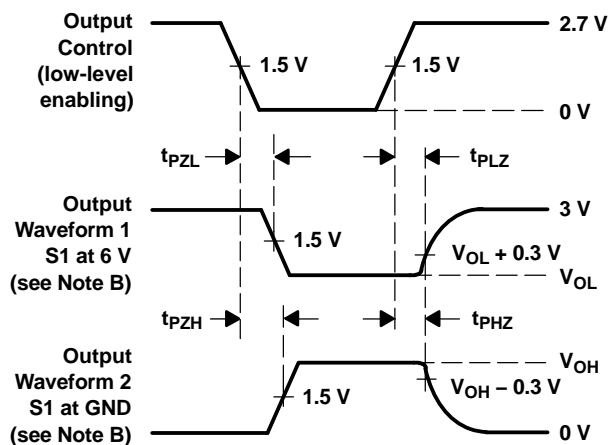 Output
Control
(low-level
enabling)
2.7 V
1.5 V
1.5 V
0 V
tPZL
tPLZ
Output
Waveform 1
S1 at 6 V
(see Note B)
3 V
1.5 V
VOL + 0.3 V
VOL
tPZH
tPHZ
Output
Waveform 2
S1 at GND
(see Note B)
VOH
1.5 V
VOH – 0.3 V
0 V